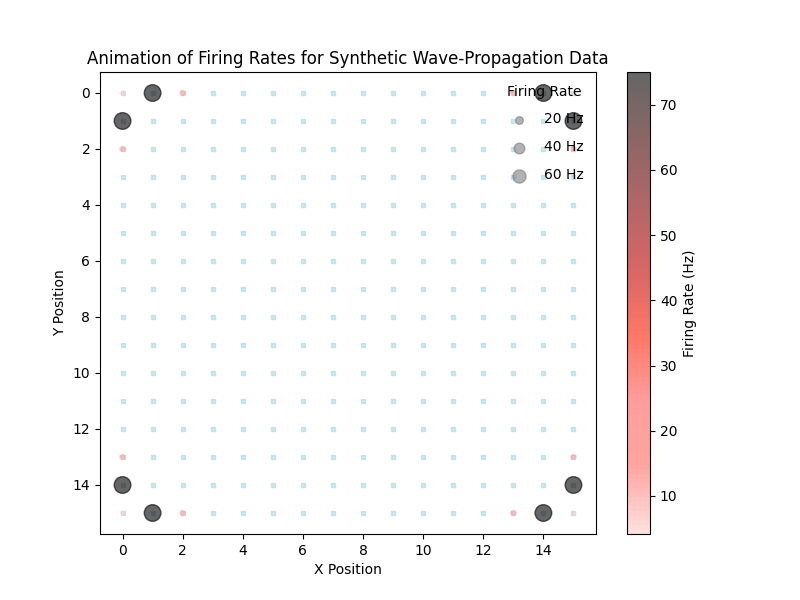 Animation of Firing Rates for Synthetic Wave-Propagation Data
Firing Rate
20 Hz
40 Hz
60 Hz
0
2
4
6
8
10
12
14
Y Position
0
2
4
6
8
10
12
14
X Position
70
60
50
40
30
20
10
Firing Rate (Hz)